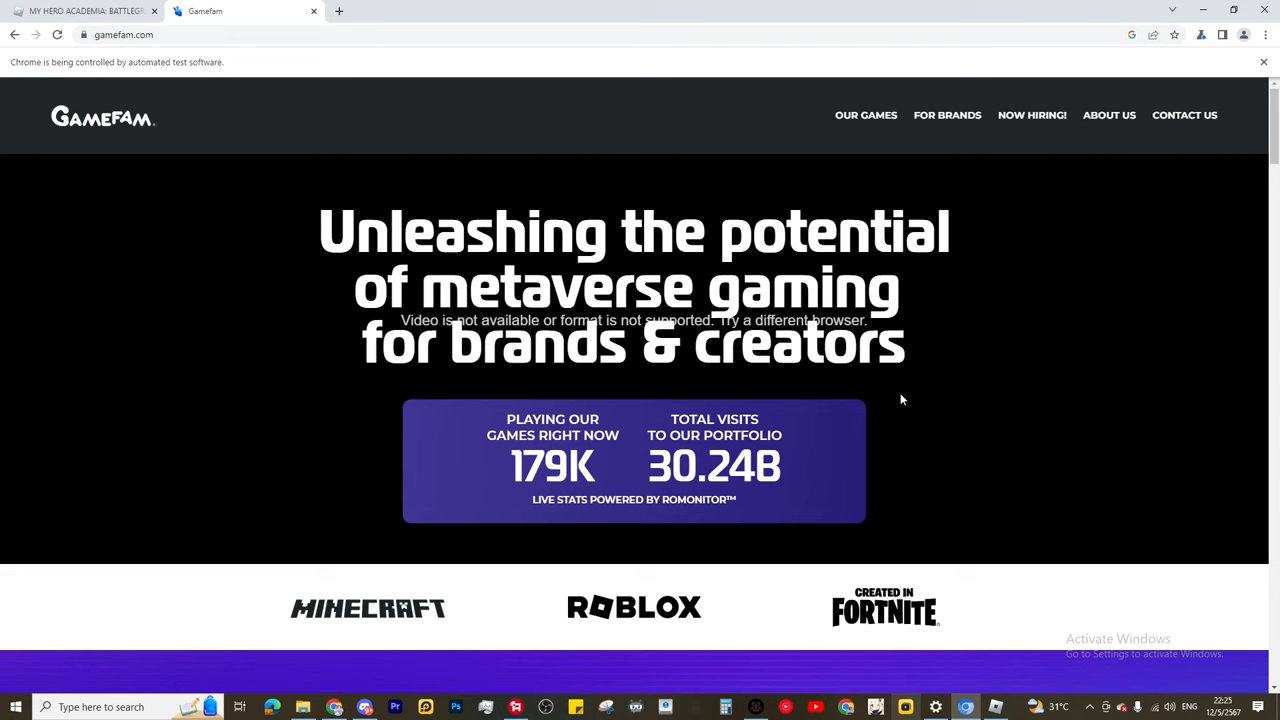 MY HERO ACADEMIA: BATTLEGR
Gamefam
gamefam.com
Chrome is being controlled by automated test software.
GAMEFAM
OUR GAMES
FOR BRANDS
NOW HIRING!
ABOUT US
CONTACT US
Unleashing the potential
of metaverse gaming
Video is not available or format is not supported. Try a different browser.
for brands & creators
PLAYING OUR
GAMES RIGHT NOW
179K
TOTAL VISITS
TO OUR PORTFOLIO
30.24B
LIVE STATS POWERED BY ROMONITOR™
MINECRAFT
ROBLOX
CREATED IN
FORTNITE
Activate Windows
Go to Settings to activate Windows.
Type here to search
31°C
ENG
22:25
12/5/2567